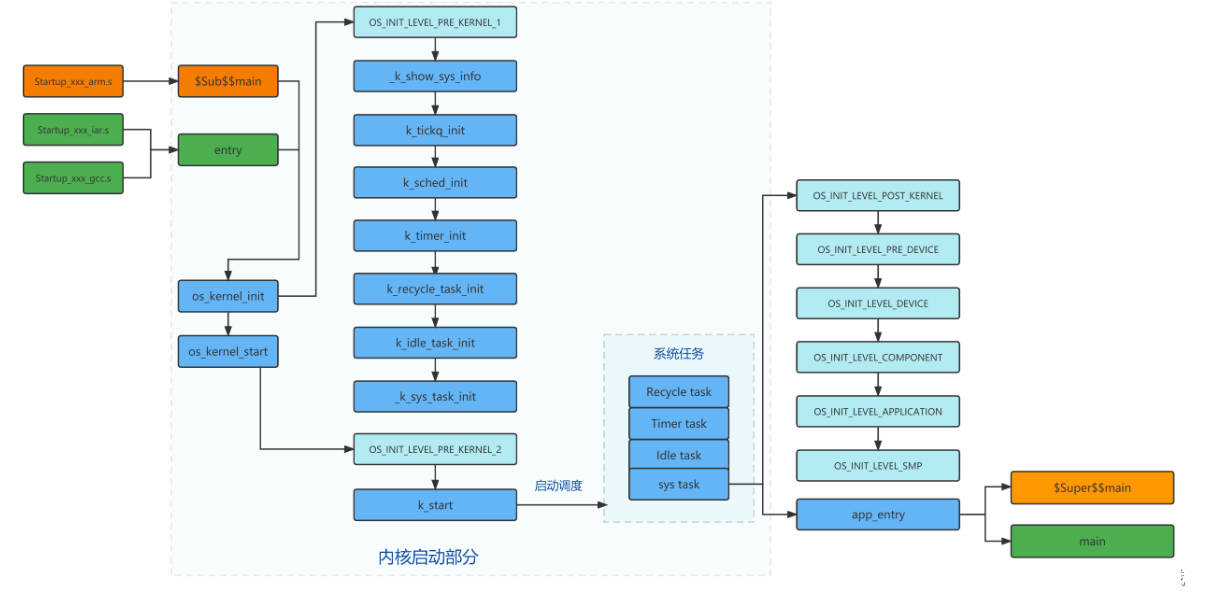 Startup_xxx_arm.s
Startup_xxx_iar.s
Startup_xxx_gcc.s
$Sub$$main
entry
os_kernel_init
os_kernel_start
OS_INIT_LEVEL_PRE_KERNEL_1
_k_show_sys_info
k_tickq_init
k_sched_init
k_timer_init
k_recycle_task_init
k_idle_task_init
_k_sys_task_init
OS_INIT_LEVEL_PRE_KERNEL_2
k_start
内核启动部分
启动调度
系统任务
Recycle task
Timer task
Idle task
sys task
OS_INIT_LEVEL_POST_KERNEL
OS_INIT_LEVEL_PRE_DEVICE
OS_INIT_LEVEL_DEVICE
OS_INIT_LEVEL_COMPONENT
OS_INIT_LEVEL_APPLICATION
OS_INIT_LEVEL_SMP
app_entry
$Super$$main
main